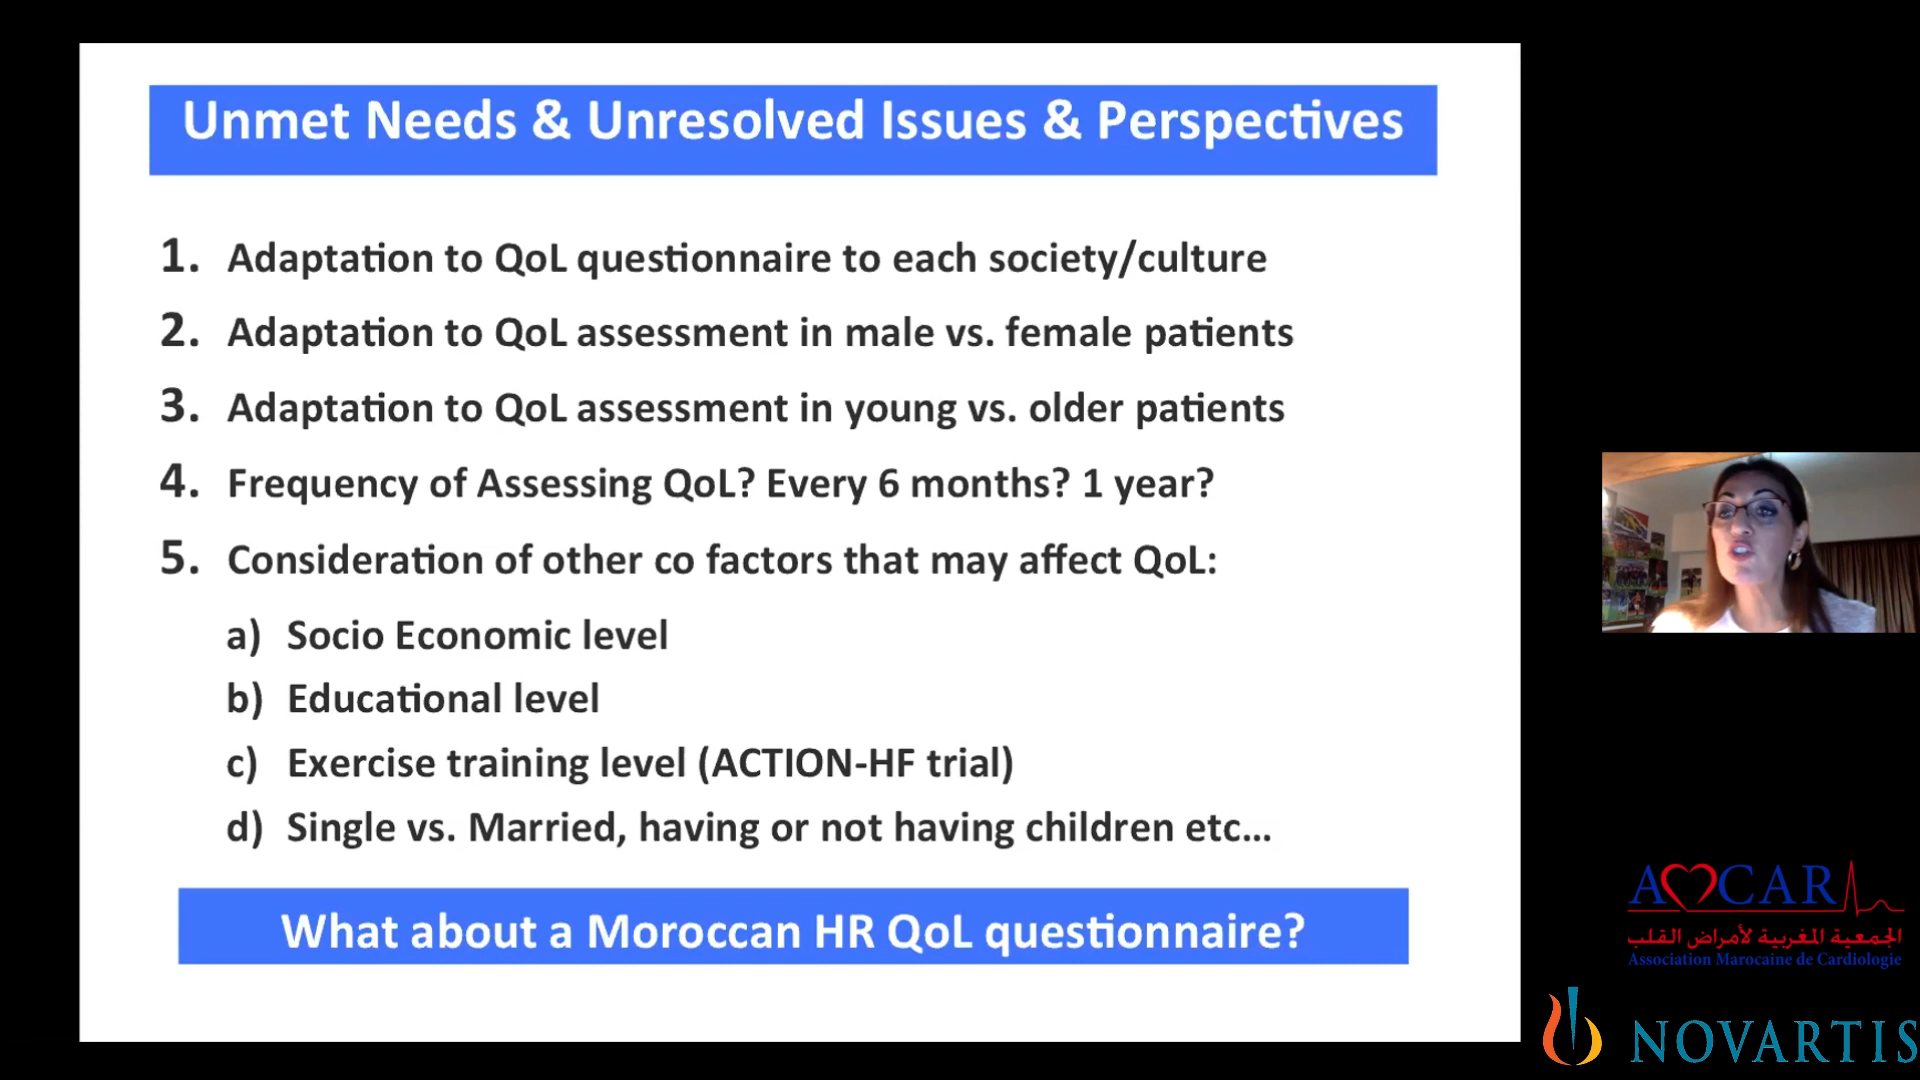 Unmet Needs & Unresolved Issues & Perspectives
1. Adaptation to QoL questionnaire to each society/culture
2. Adaptation to QoL assessment in male vs. female patients
3. Adaptation to QoL assessment in young vs. older patients
4. Frequency of Assessing QoL? Every 6 months? 1 year?
5. Consideration of other co factors that may affect QoL:
a) Socio Economic level
b) Educational level
c) Exercise training level (ACTION-HF trial)
d) Single vs. Married, having or not having children etc...
What about a Moroccan HR QoL questionnaire?
AMCAR
الجمعية المغربية لأمراض القلب
Association Marocaine de Cardiologie
NOVARTIS